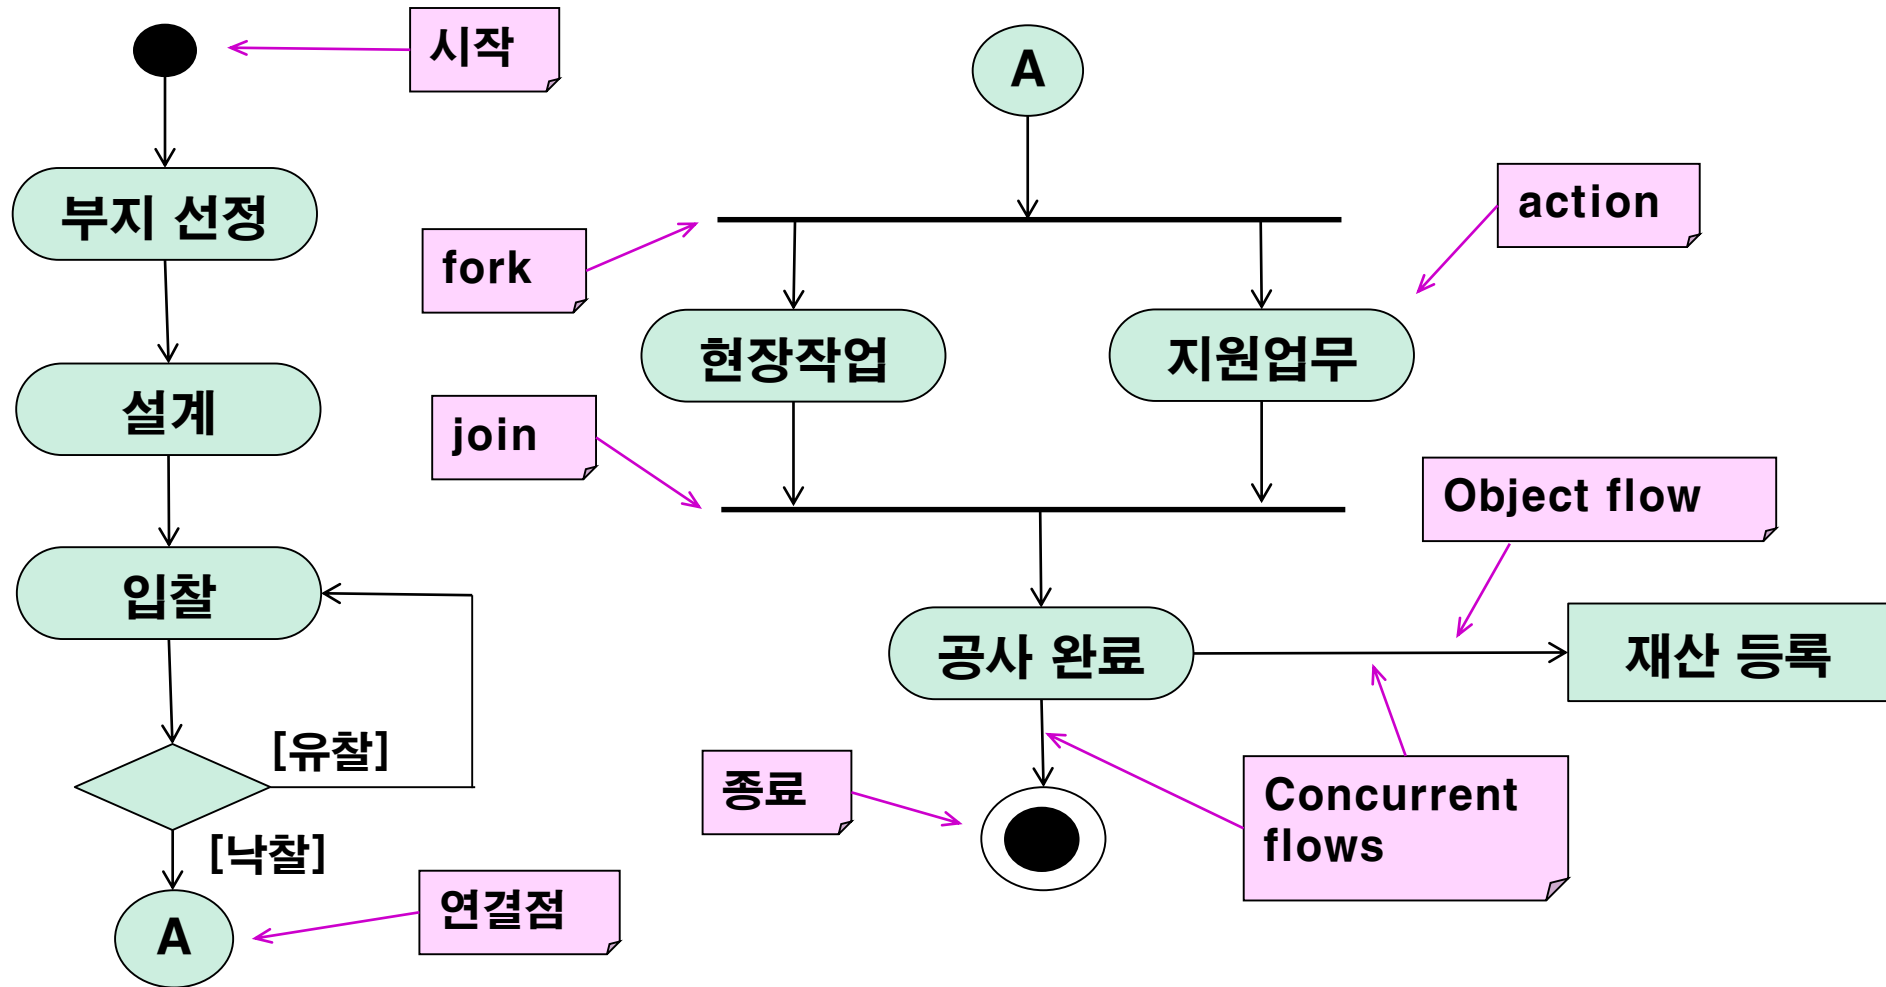 시작
부지 선정
설계
입찰
[유찰]
[낙찰]
A
연결점
A
fork
action
현장작업
지원업무
join
Object flow
공사 완료
재산 등록
종료
Concurrent
flows